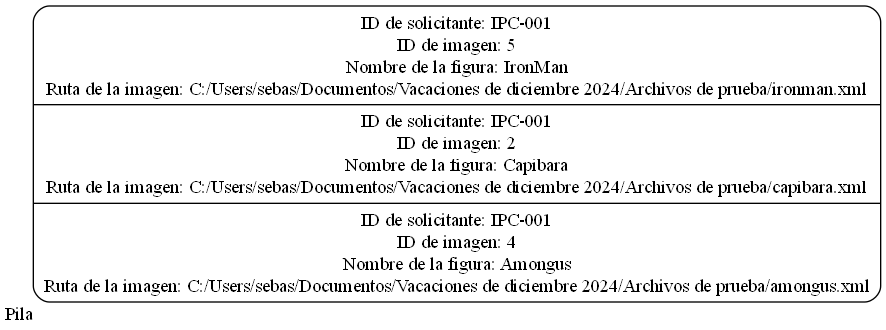 ID de solicitante: IPC-001
ID de imagen: 5
Nombre de la figura: IronMan
Ruta de la imagen: C:/Users/sebas/Documentos/Vacaciones de diciembre 2024/Archivos de prueba/ironman.xml
ID de solicitante: IPC-001
ID de imagen: 2
Nombre de la figura: Capibara
Ruta de la imagen: C:/Users/sebas/Documentos/Vacaciones de diciembre 2024/Archivos de prueba/capibara.xml
ID de solicitante: IPC-001
ID de imagen: 4
Nombre de la figura: Amongus
Ruta de la imagen: C:/Users/sebas/Documentos/Vacaciones de diciembre 2024/Archivos de prueba/amongus.xml
Pila